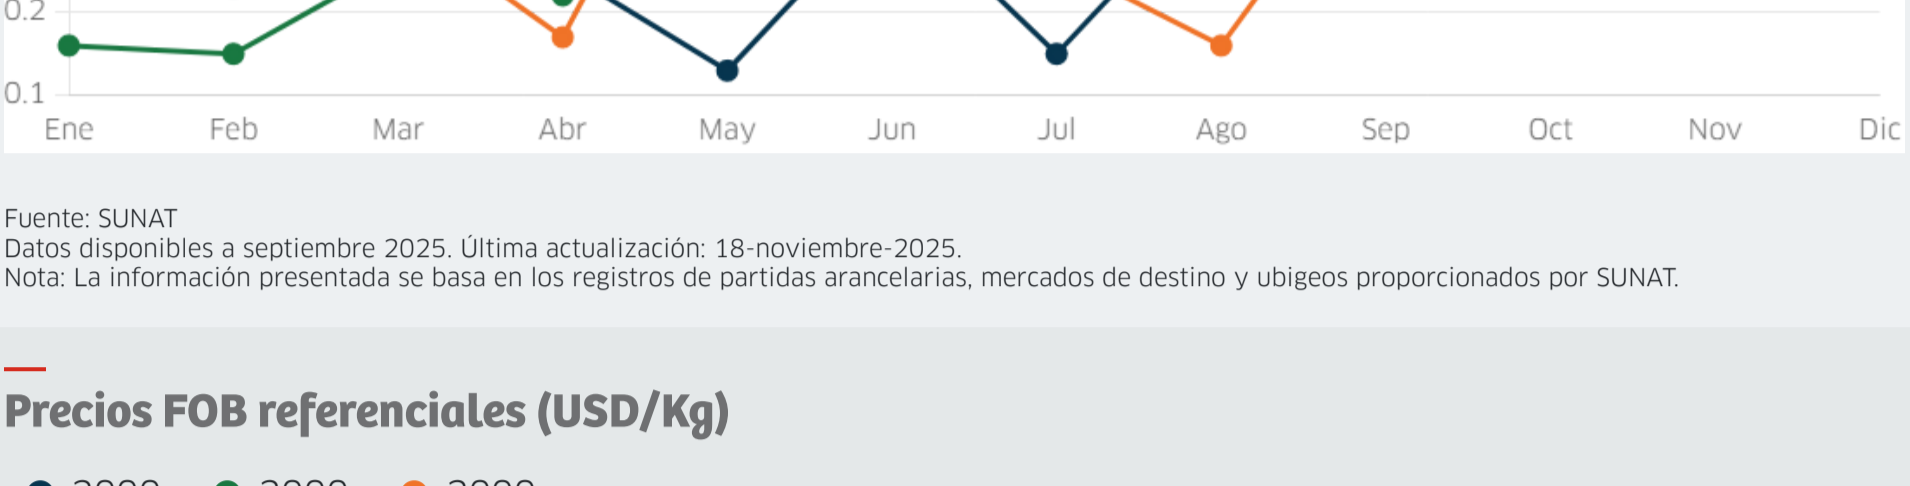 0.2
0.1
Ene Feb Mar Abr May Jun Jul Ago Sep Oct Nov Dic
Fuente: SUNAT
Datos disponibles a septiembre 2025. Última actualización: 18-noviembre-2025.
Nota: La información presentada se basa en los registros de partidas arancelarias, mercados de destino y ubigeos proporcionados por SUNAT.
Precios FOB referenciales (USD/Kg)